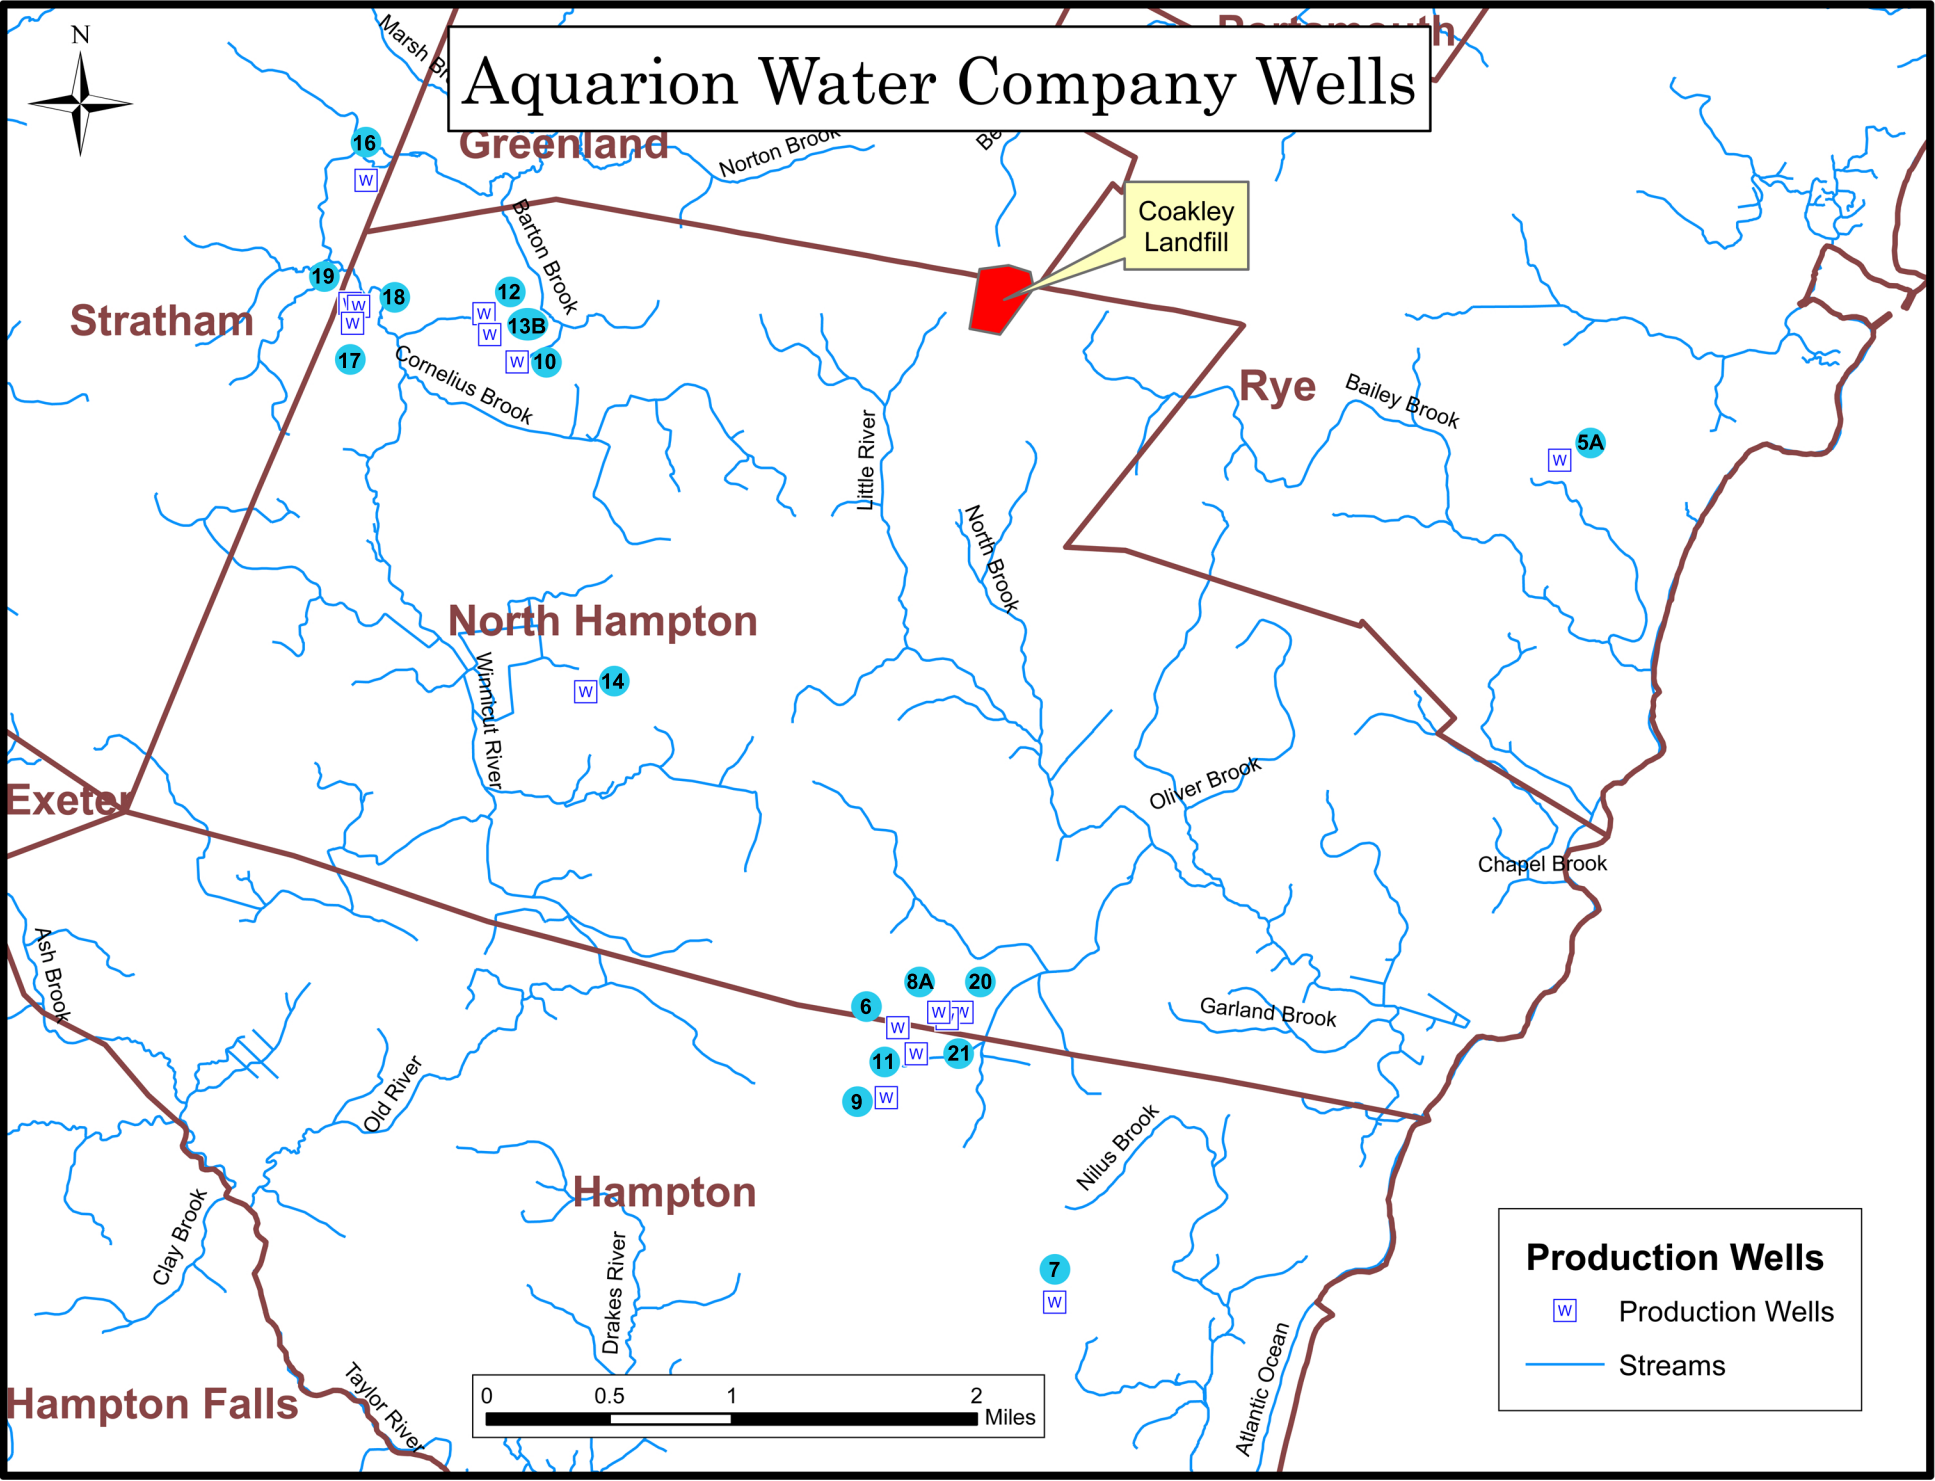 N
Marsh
Portsmouth
Aquarion Water Company Wells
Greenland
Norton Brook
Be
16
W
Coakley
Landfill
Barton Brook
19
18
12
W
W
W
W
13B
W
W
10
17
Stratham
Cornelius Brook
Rye
Bailey Brook
5A
W
Little River
North Brook
North Hampton
14
W
Winnicut River
Exeter
Oliver Brook
Chapel Brook
Ash Brook
8A
20
6
W
W
W
W
Garland Brook
11
W
21
9
W
Old River
Nilus Brook
Hampton
Clay Brook
Drakes River
7
W
Production Wells
W
Production Wells
Streams
Atlantic Ocean
Taylor River
Hampton Falls
0 0.5 1 2
Miles